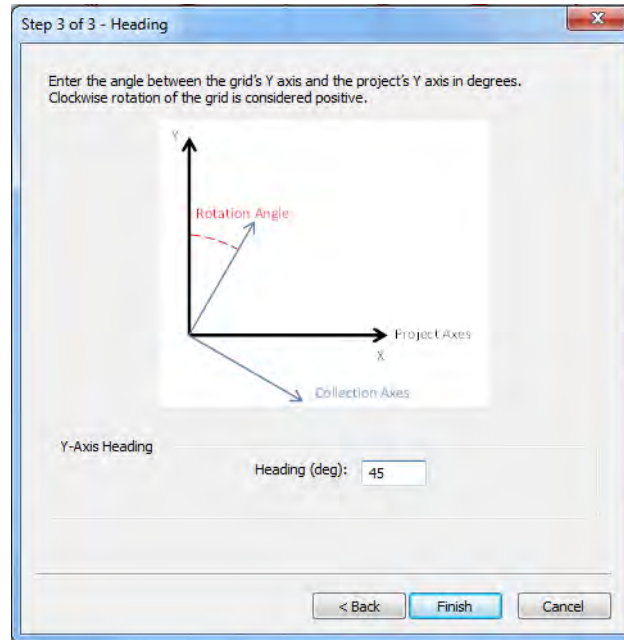 Step 3 of 3 - Heading
Enter the angle between the grid's Y axis and the project's Y axis in degrees.
Clockwise rotation of the grid is considered positive.
Y
Rotation Angle
Project Axes
X
Collection Axes
Y-Axis Heading
Heading (deg): 45
< Back Finish Cancel